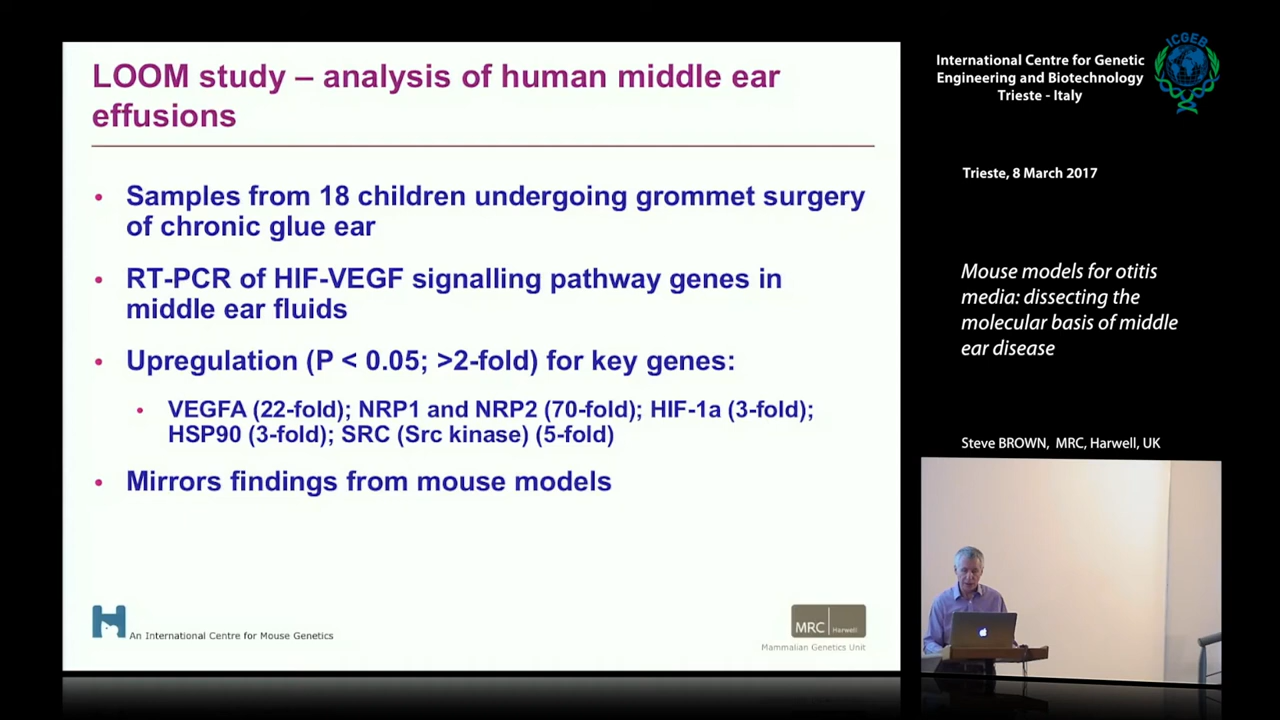 LOOM study – analysis of human middle ear
effusions
• Samples from 18 children undergoing grommet surgery
of chronic glue ear
• RT-PCR of HIF-VEGF signalling pathway genes in
middle ear fluids
• Upregulation (P < 0.05; >2-fold) for key genes:
• VEGFA (22-fold); NRP1 and NRP2 (70-fold); HIF-1a (3-fold);
HSP90 (3-fold); SRC (Src kinase) (5-fold)
• Mirrors findings from mouse models
An International Centre for Mouse Genetics
MRC Harwell
Mammalian Genetics Unit
International Centre for Genetic
Engineering and Biotechnology
Trieste - Italy
ICGEB
Trieste, 8 March 2017
Mouse models for otitis
media: dissecting the
molecular basis of middle
ear disease
Steve BROWN, MRC, Harwell, UK